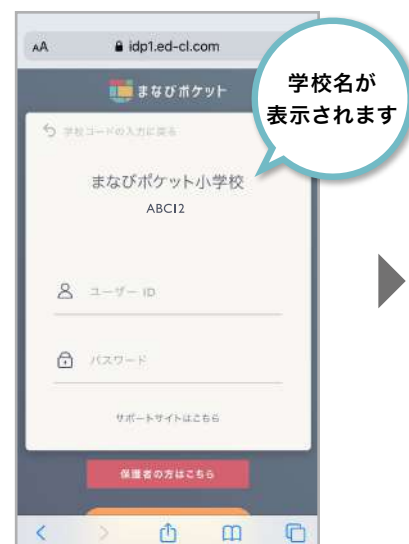 AA idp1.ed-cl.com
まなびポケット
学校名が
表示されます
学校コードの入力に戻る
まなびポケット小学校
ABC12
ユーザー ID
パスワード
サポートサイトはこちら
保護者の方はこちら